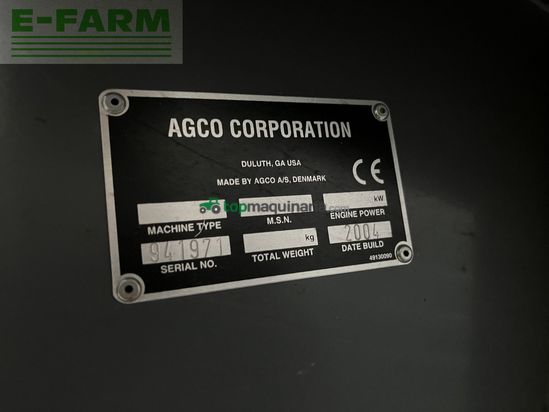 E-FARM
AGCO CORPORATION
DULUTH, GA USA
MADE BY AGCO A/S, DENMARK
CE
kW
topmaquinaria.com
MACHINE TYPE
M.S.N.
ENGINE POWER
941971
kg
2004
SERIAL NO.
TOTAL WEIGHT
DATE BUILD
49130090